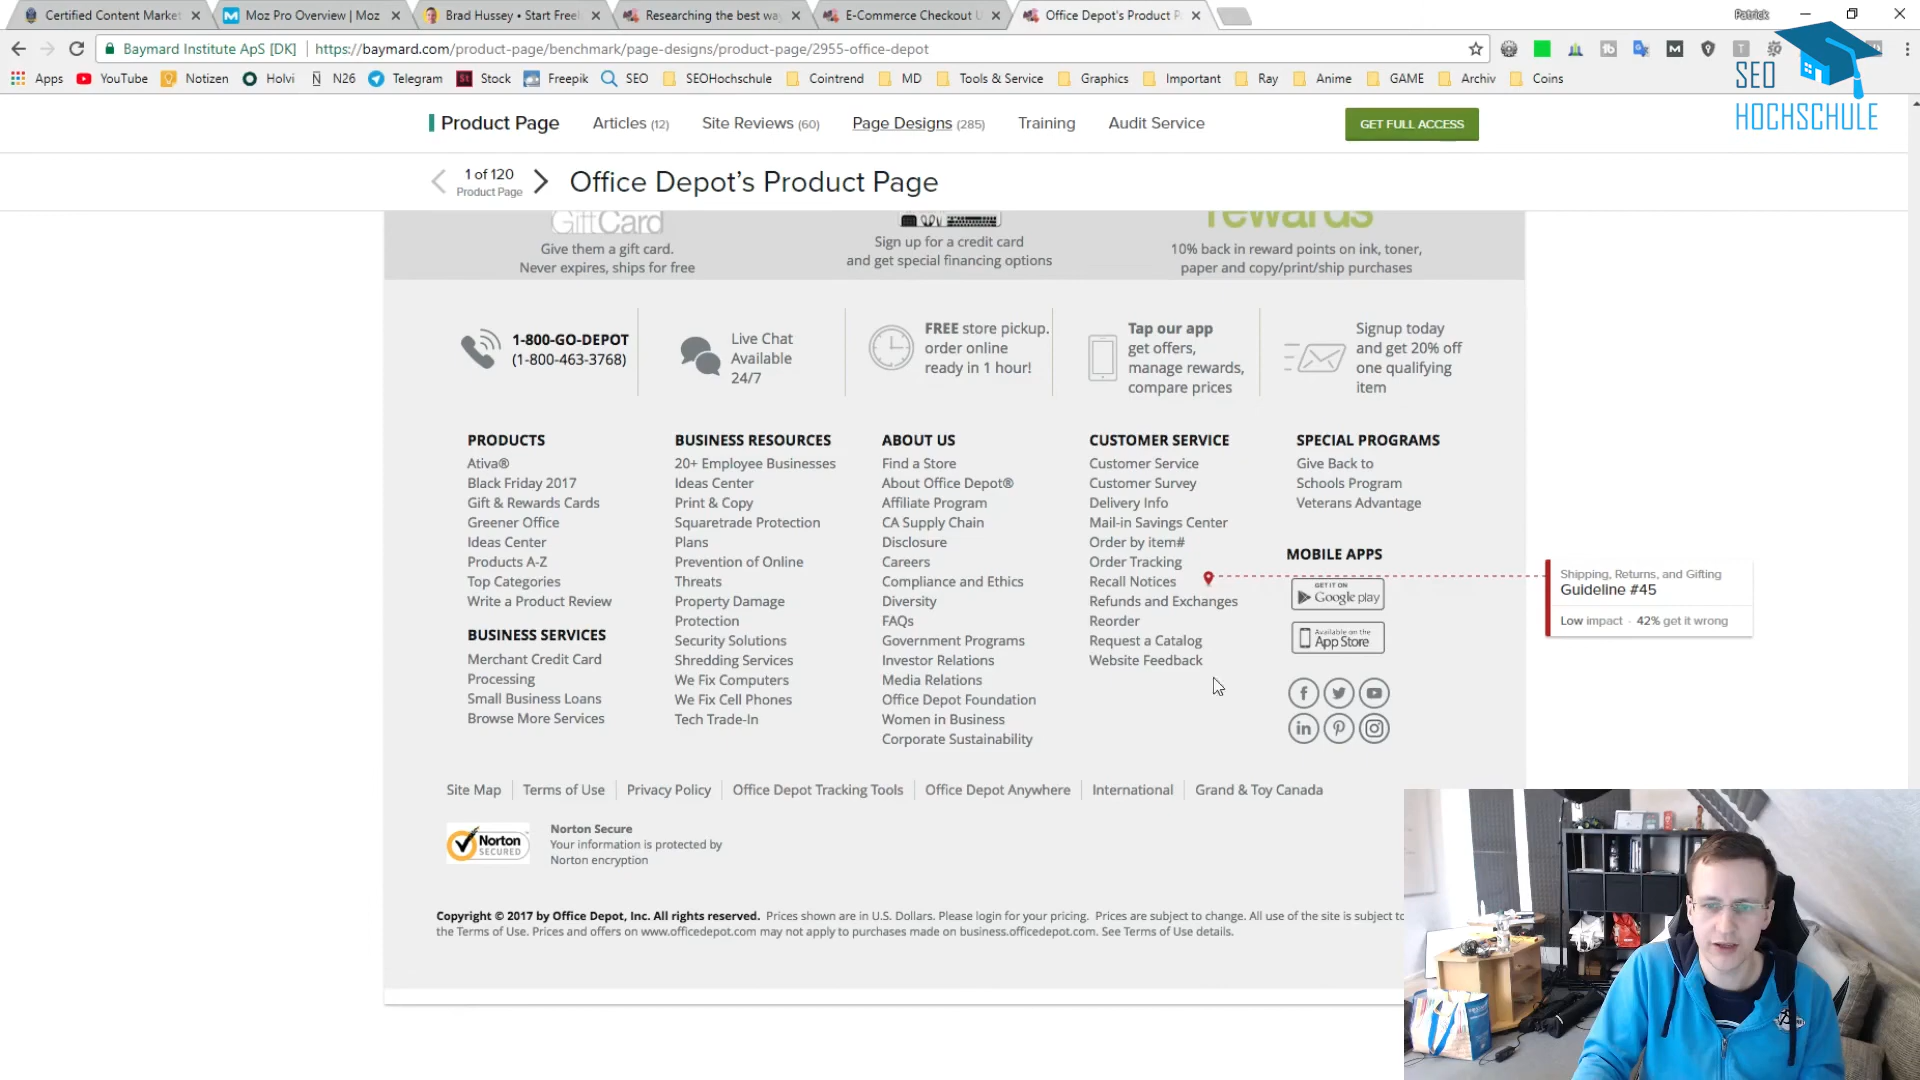 Certified Content Market
Moz Pro Overview | Moz
Brad Hussey • Start Free
Researching the best wa
E-Commerce Checkout U
Office Depot's Product P
Patrick
Baymard Institute ApS [DK]
https://baymard.com/product-page/benchmark/page-designs/product-page/2955-office-depot
Apps
YouTube
Notizen
Holvi
N26
Telegram
Stock
Freepik
SEO
SEOHochschule
Cointrend
MD
Tools & Service
Graphics
Important
Ray
Anime
GAME
Archiv
Coins
SEO
HOCHSCHULE
Product Page
Articles (12)
Site Reviews (60)
Page Designs (285)
Training
Audit Service
GET FULL ACCESS
1 of 120
Product Page
Office Depot's Product Page
GiftCard
Give them a gift card.
Never expires, ships for free
Sign up for a credit card
and get special financing options
rewards
10% back in reward points on ink, toner,
paper and copy/print/ship purchases
1-800-GO-DEPOT
(1-800-463-3768)
Live Chat
Available
24/7
FREE store pickup.
order online
ready in 1 hour!
Tap our app
get offers,
manage rewards,
compare prices
Signup today
and get 20% off
one qualifying
item
PRODUCTS
Ativa®
Black Friday 2017
Gift & Rewards Cards
Greener Office
Ideas Center
Products A-Z
Top Categories
Write a Product Review
BUSINESS SERVICES
Merchant Credit Card
Processing
Small Business Loans
Browse More Services
BUSINESS RESOURCES
20+ Employee Businesses
Ideas Center
Print & Copy
Squaretrade Protection
Plans
Prevention of Online
Threats
Property Damage
Protection
Security Solutions
Shredding Services
We Fix Computers
We Fix Cell Phones
Tech Trade-In
ABOUT US
Find a Store
About Office Depot®
Affiliate Program
CA Supply Chain
Disclosure
Careers
Compliance and Ethics
Diversity
FAQs
Government Programs
Investor Relations
Media Relations
Office Depot Foundation
Women in Business
Corporate Sustainability
CUSTOMER SERVICE
Customer Service
Customer Survey
Delivery Info
Mail-in Savings Center
Order by item#
Order Tracking
Recall Notices
Refunds and Exchanges
Reorder
Request a Catalog
Website Feedback
SPECIAL PROGRAMS
Give Back to
Schools Program
Veterans Advantage
MOBILE APPS
GET IT ON
Google play
Available on the
App Store
Shipping, Returns, and Gifting
Guideline #45
Low impact · 42% get it wrong
Site Map
Terms of Use
Privacy Policy
Office Depot Tracking Tools
Office Depot Anywhere
International
Grand & Toy Canada
Norton
SECURED
Norton Secure
Your information is protected by
Norton encryption
Copyright © 2017 by Office Depot, Inc. All rights reserved. Prices shown are in U.S. Dollars. Please login for your pricing. Prices are subject to change. All use of the site is subject to
the Terms of Use. Prices and offers on www.officedepot.com may not apply to purchases made on business.officedepot.com. See Terms of Use details.